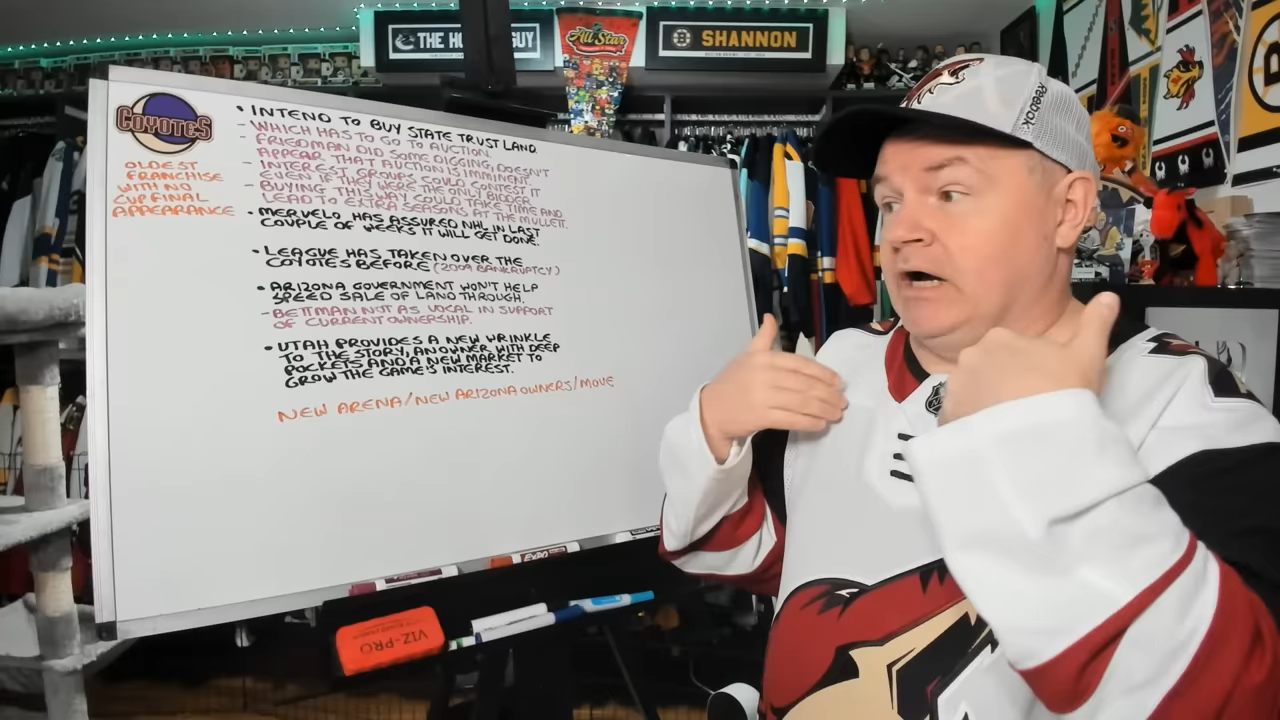 THE HO GUY
All Star
SHANNON
Reebok
COYOTES
OLDEST
FRANCHISE
WITH NO
CUP FINAL
APPEARANCE
• INTEND TO BUY STATE TRUST LAND.
- WHICH HAS TO GO TO AUCTION.
FRIEDMAN DID SOME DIGGING, DOESN'T
APPEAR THAT AUCTION IS IMMINENT.
- INTEREST GROUPS COULD CONTEST IT
EVEN IF THEY WERE THE ONLY BIDDER.
- BUYING THIS WAY COULD TAKE TIME AND
LEAD TO EXTRA SEASONS AT THE MULLETT.
• MERVELO HAS ASSURED NHL IN LAST
COUPLE OF WEEKS IT WILL GET DONE.
• LEAGUE HAS TAKEN OVER THE
COYOTES BEFORE (2009 BANKRUPTCY)
• ARIZONA GOVERNMENT WON'T HELP
SPEED SALE OF LAND THROUGH.
- BETTMAN NOT AS VOCAL IN SUPPORT
OF CURRENT OWNERSHIP.
• UTAH PROVIDES A NEW WRINKLE
TO THE STORY, AN OWNER WITH DEEP
POCKETS AND A NEW MARKET TO
GROW THE GAME'S INTEREST.
NEW ARENA/NEW ARIZONA OWNERS/MOVE
EXPO
VIZ-PRO